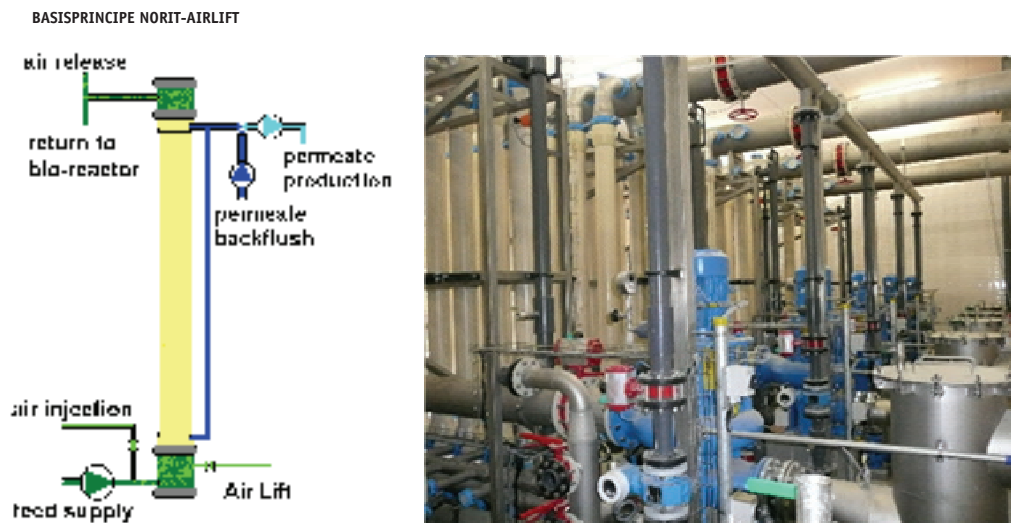 BASISPRINCIPE NORIT-AIRLIFT
air release
return to
bio-reactor
permeate
production
permeate
backflush
air injection
Air Lift
feed supply